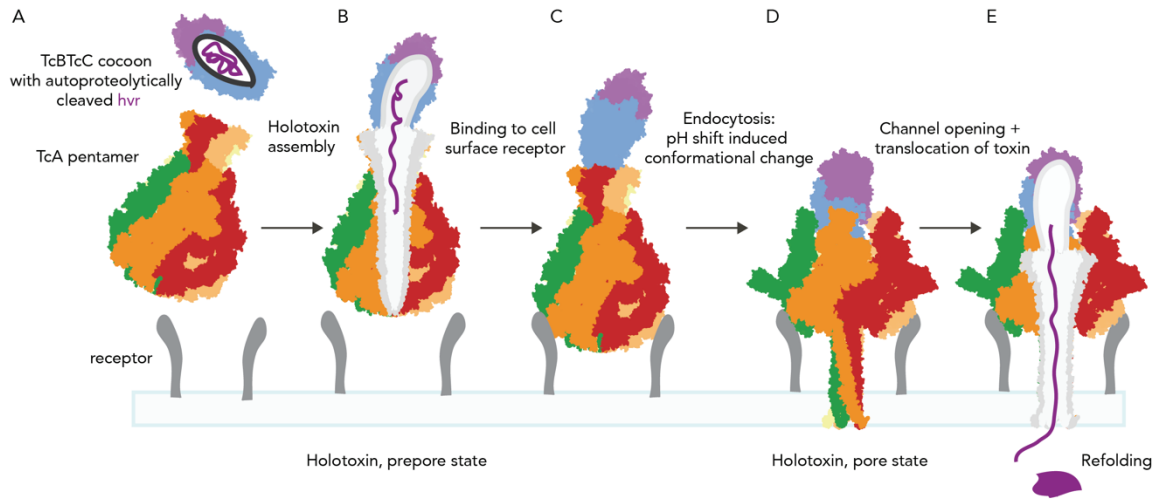 A
B
C
D
E
TcBTcC cocoon
with autoproteolytically
cleaved hvr
TcA pentamer
Holotoxin
assembly
Binding to cell
surface receptor
Endocytosis:
pH shift induced
conformational change
Channel opening +
translocation of toxin
receptor
Holotoxin, prepore state
Holotoxin, pore state
Refolding